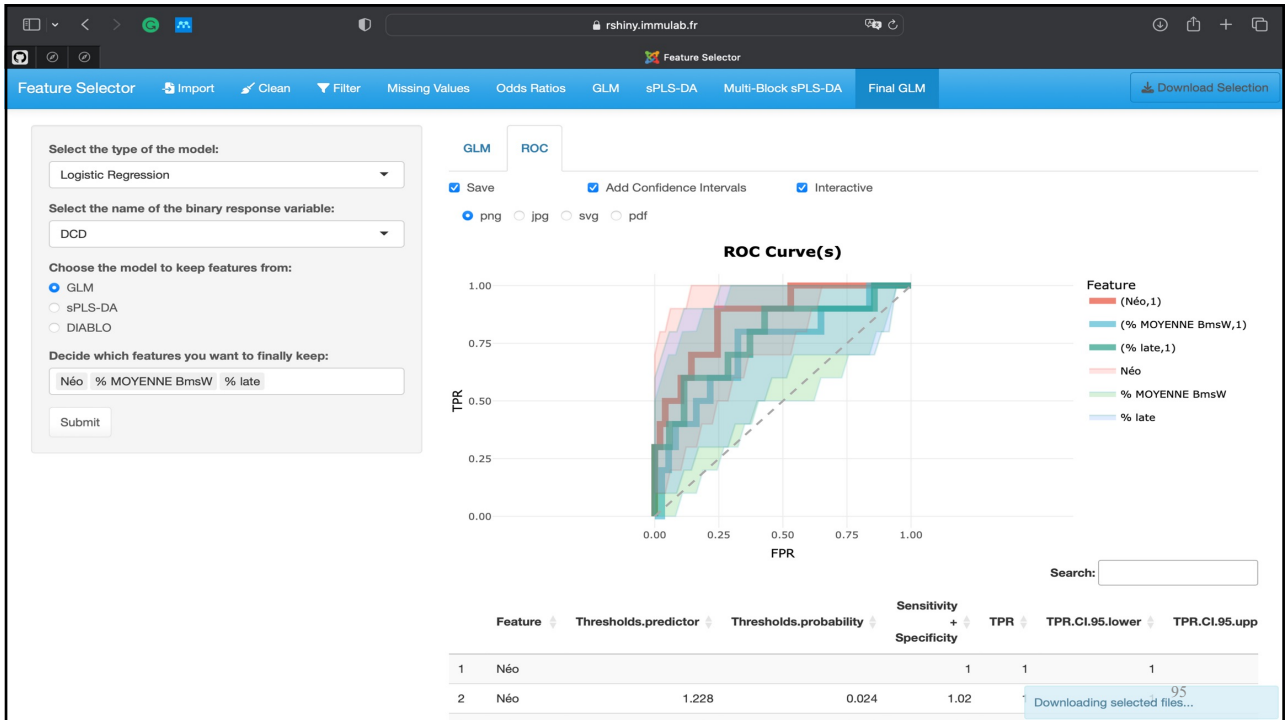 rshiny.immulab.fr
Feature Selector
Feature Selector Import Clean Filter Missing Values Odds Ratios GLM sPLS-DA Multi-Block sPLS-DA Final GLM Download Selection
Select the type of the model:
Logistic Regression
Select the name of the binary response variable:
DCD
Choose the model to keep features from:
GLM
sPLS-DA
DIABLO
Decide which features you want to finally keep:
Néo % MOYENNE BmsW % late
Submit
GLM ROC
Save Add Confidence Intervals Interactive
png jpg svg pdf
ROC Curve(s)
1.00
0.75
0.50
0.25
0.00
TPR
0.00 0.25 0.50 0.75 1.00
FPR
Feature
(Néo,1)
(% MOYENNE BmsW,1)
(% late,1)
Néo
% MOYENNE BmsW
% late
Search:
Feature Thresholds.predictor Thresholds.probability Sensitivity + Specificity TPR TPR.CI.95.lower TPR.CI.95.upp
1 Néo 1 1 1
2 Néo 1.228 0.024 1.02
Downloading selected files...
95